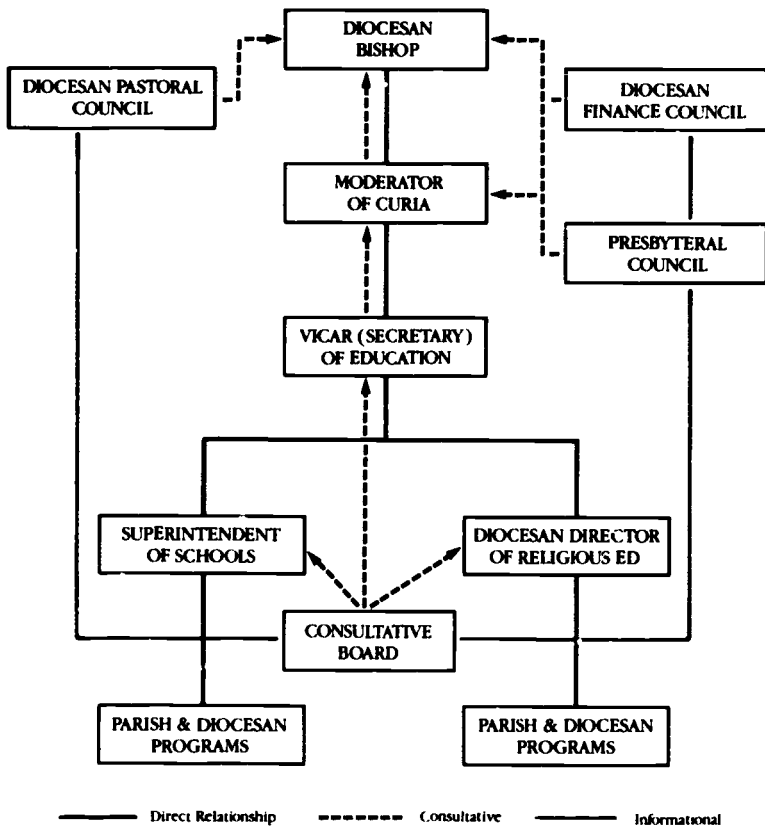 DIOCESAN
BISHOP
DIOCESAN PASTORAL
COUNCIL
DIOCESAN
FINANCE COUNCIL
MODERATOR
OF CURIA
PRESBYTERAL
COUNCIL
VICAR (SECRETARY)
OF EDUCATION
SUPERINTENDENT
OF SCHOOLS
DIOCESAN DIRECTOR
OF RELIGIOUS ED
CONSULTATIVE
BOARD
PARISH & DIOCESAN
PROGRAMS
PARISH & DIOCESAN
PROGRAMS
Direct Relationship Consultative Informational